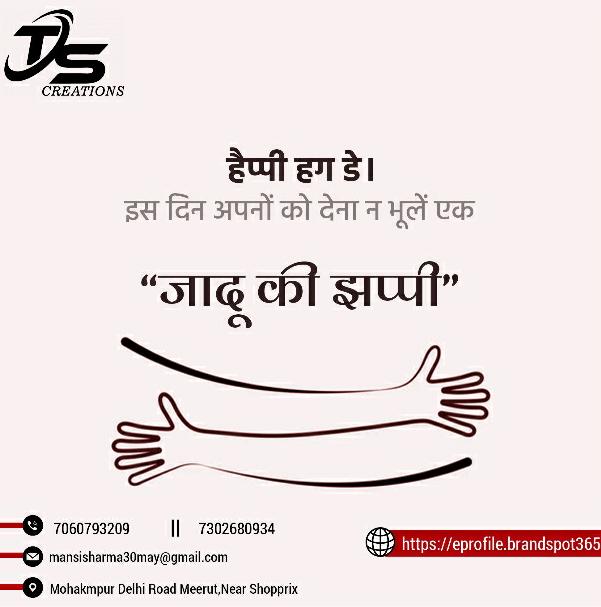 TS
CREATIONS
हैप्पी हग डे।
इस दिन अपनों को देना न भूलें एक
“जादू की झप्पी”
7060793209 || 7302680934
mansisharma30may@gmail.com
https://eprofile.brandspot365
Mohakmpur Delhi Road Meerut,Near Shopprix